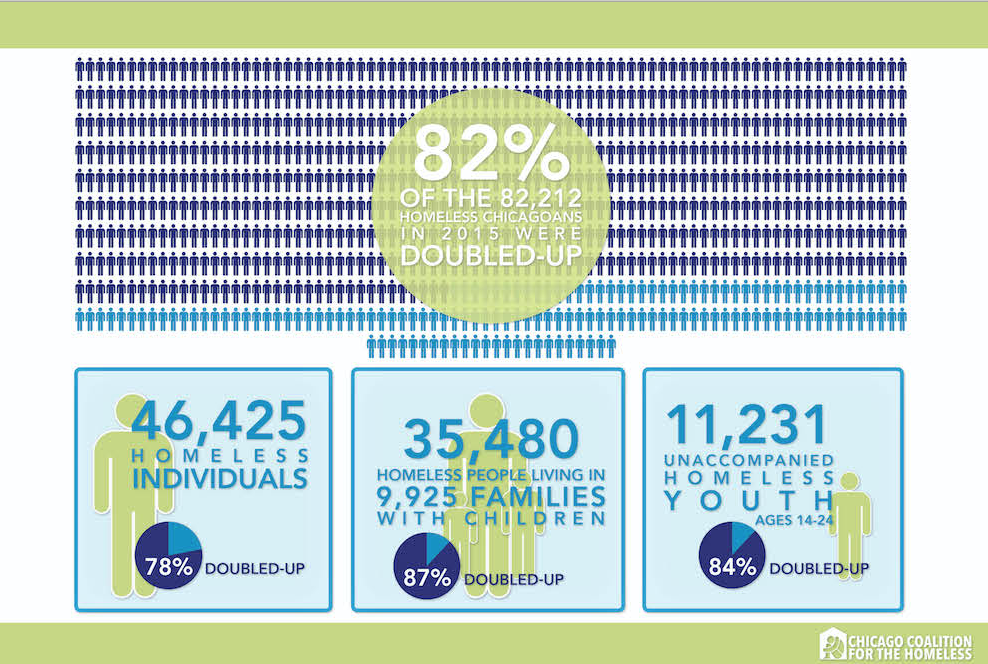 82%
OF THE 82,212
HOMELESS CHICAGOANS
IN 2015 WERE
DOUBLED-UP
46,425
HOMELESS
INDIVIDUALS
78% DOUBLED-UP
35,480
HOMELESS PEOPLE LIVING IN
9,925 FAMILIES
WITH CHILDREN
87% DOUBLED-UP
11,231
UNACCOMPANIED
HOMELESS
YOUTH
AGES 14-24
84% DOUBLED-UP
CHICAGO COALITION
FOR THE HOMELESS